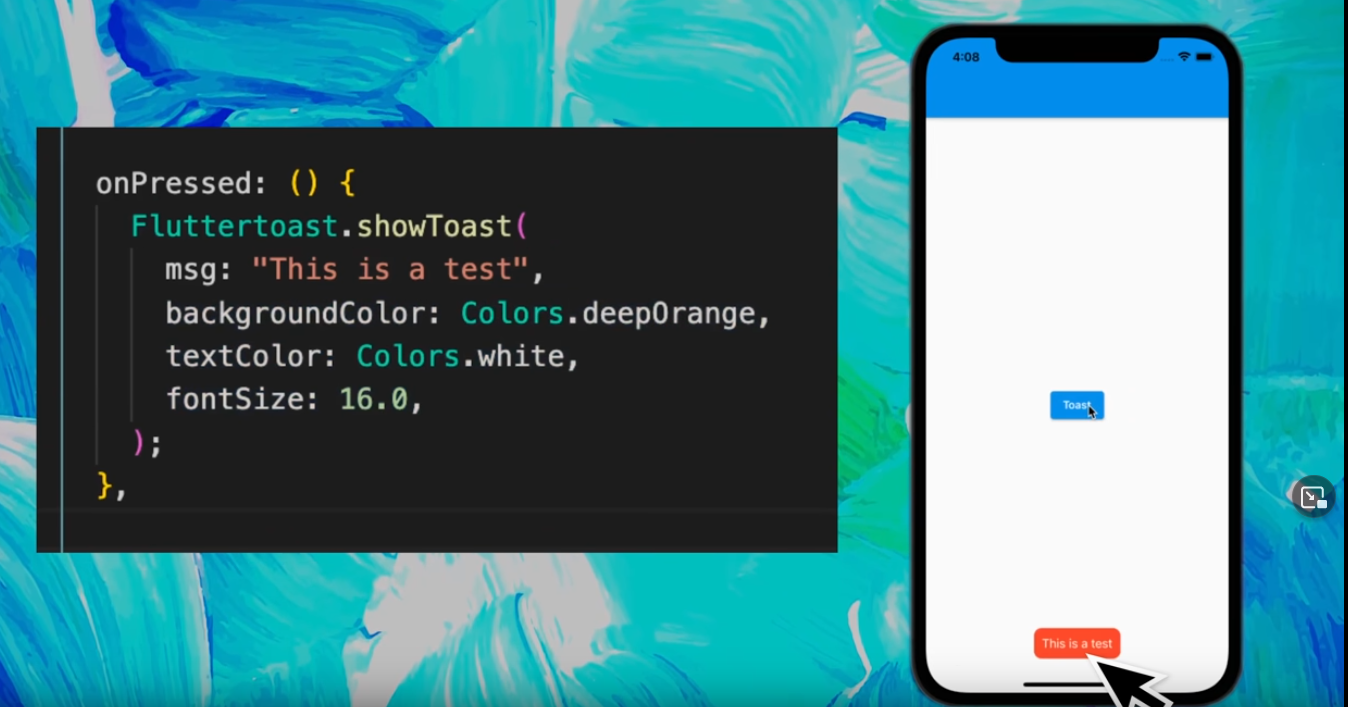 onPressed: () {
Fluttertoast.showToast(
msg: "This is a test",
backgroundColor: Colors.deepOrange,
textColor: Colors.white,
fontSize: 16.0,
);
},
4:08
Toast
This is a test